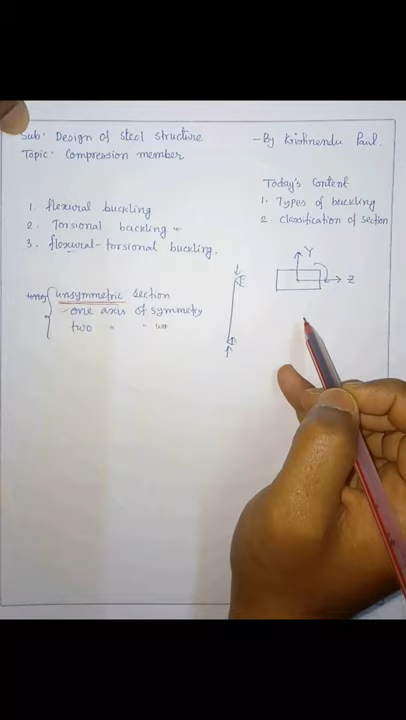 Sub: Design of steel structure
Topic: Compression member
-By Krishnendu Paul.
Today's Content
1. Types of buckling
2. Classification of section
1. flexural buckling
2. Torsional buckling
3. flexural-torsional buckling.
Y
Z
unsymmetric section
one axis of symmetry
two " "